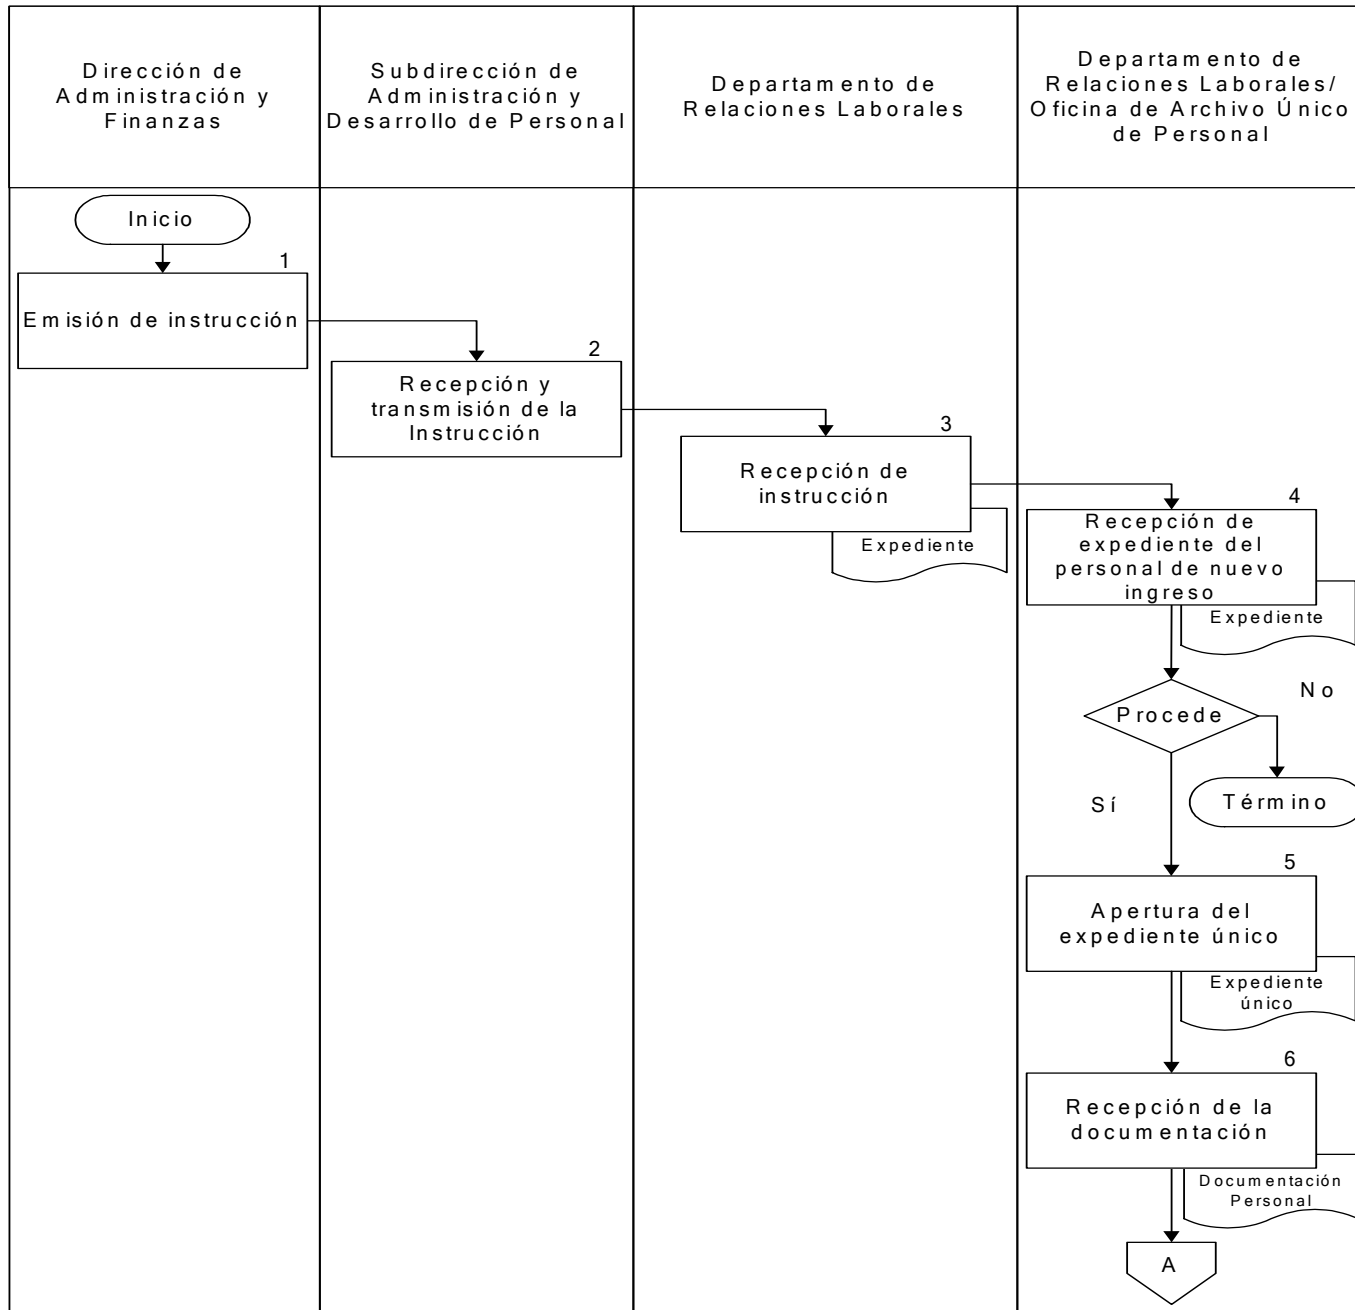 Dirección de
Administración y
Finanzas
Subdirección de
Administración y
Desarrollo de Personal
Departamento de
Relaciones Laborales
Departamento de
Relaciones Laborales/
Oficina de Archivo Único
de Personal
Inicio
1
Emisión de instrucción
2
Recepción y
transmisión de la
Instrucción
3
Recepción de
instrucción
Expediente
4
Recepción de
expediente del
personal de nuevo
ingreso
Expediente
No
Procede
Sí
Término
5
Apertura del
expediente único
Expediente
único
6
Recepción de la
documentación
Documentación
Personal
A